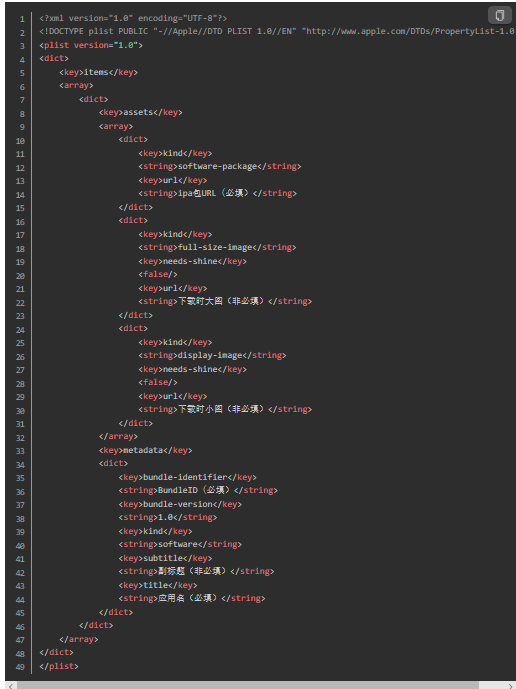 1 <?xml version="1.0" encoding="UTF-8"?>
2 <!DOCTYPE plist PUBLIC "-//Apple//DTD PLIST 1.0//EN" "http://www.apple.com/DTDs/PropertyList-1.0
3 <plist version="1.0">
4 <dict>
5 <key>items</key>
6 <array>
7 <dict>
8 <key>assets</key>
9 <array>
10 <dict>
11 <key>kind</key>
12 <string>software-package</string>
13 <key>url</key>
14 <string>ipa包URL（必填）</string>
15 </dict>
16 <dict>
17 <key>kind</key>
18 <string>full-size-image</string>
19 <key>needs-shine</key>
20 <false/>
21 <key>url</key>
22 <string>下载时大图（非必填）</string>
23 </dict>
24 <dict>
25 <key>kind</key>
26 <string>display-image</string>
27 <key>needs-shine</key>
28 <false/>
29 <key>url</key>
30 <string>下载时小图（非必填）</string>
31 </dict>
32 </array>
33 <key>metadata</key>
34 <dict>
35 <key>bundle-identifier</key>
36 <string>BundleID（必填）</string>
37 <key>bundle-version</key>
38 <string>1.0</string>
39 <key>kind</key>
40 <string>software</string>
41 <key>subtitle</key>
42 <string>副标题（非必填）</string>
43 <key>title</key>
44 <string>应用名（必填）</string>
45 </dict>
46 </dict>
47 </array>
48 </dict>
49 </plist>